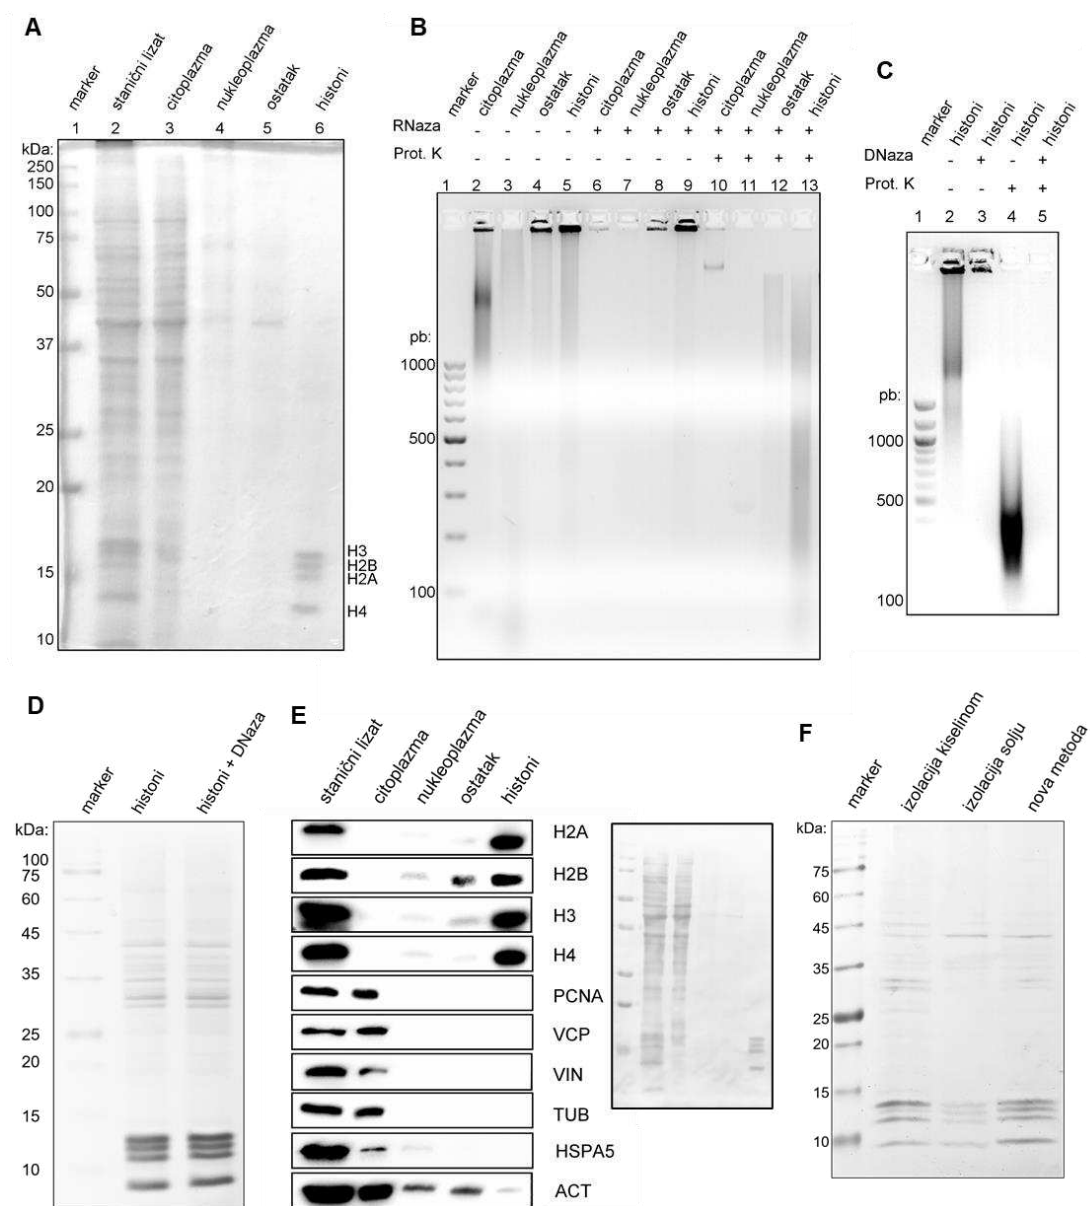 A
marker
stanični lizat
citoplazma
nukleoplazma
ostatak
histoni
1 2 3 4 5 6
kDa:
250
150
100
75
50
37
25
20
15
10
H3
H2B
H2A
H4
B
marker
citoplazma
nukleoplazma
ostatak
histoni
citoplazma
nukleoplazma
ostatak
histoni
citoplazma
nukleoplazma
ostatak
histoni
RNaza - - - - + + + + + + + +
Prot. K - - - - - - - - + + + +
1 2 3 4 5 6 7 8 9 10 11 12 13
pb:
1000
500
100
C
marker
histoni
histoni
histoni
histoni
DNaza - + - +
Prot. K - - + +
1 2 3 4 5
pb:
1000
500
100
D
marker
histoni
histoni + DNaza
kDa:
100
75
60
45
35
25
20
15
10
E
stanični lizat
citoplazma
nukleoplazma
ostatak
histoni
H2A
H2B
H3
H4
PCNA
VCP
VIN
TUB
HSPA5
ACT
F
marker
izolacija kiselinom
izolacija solju
nova metoda
kDa:
75
60
45
35
25
20
15
10